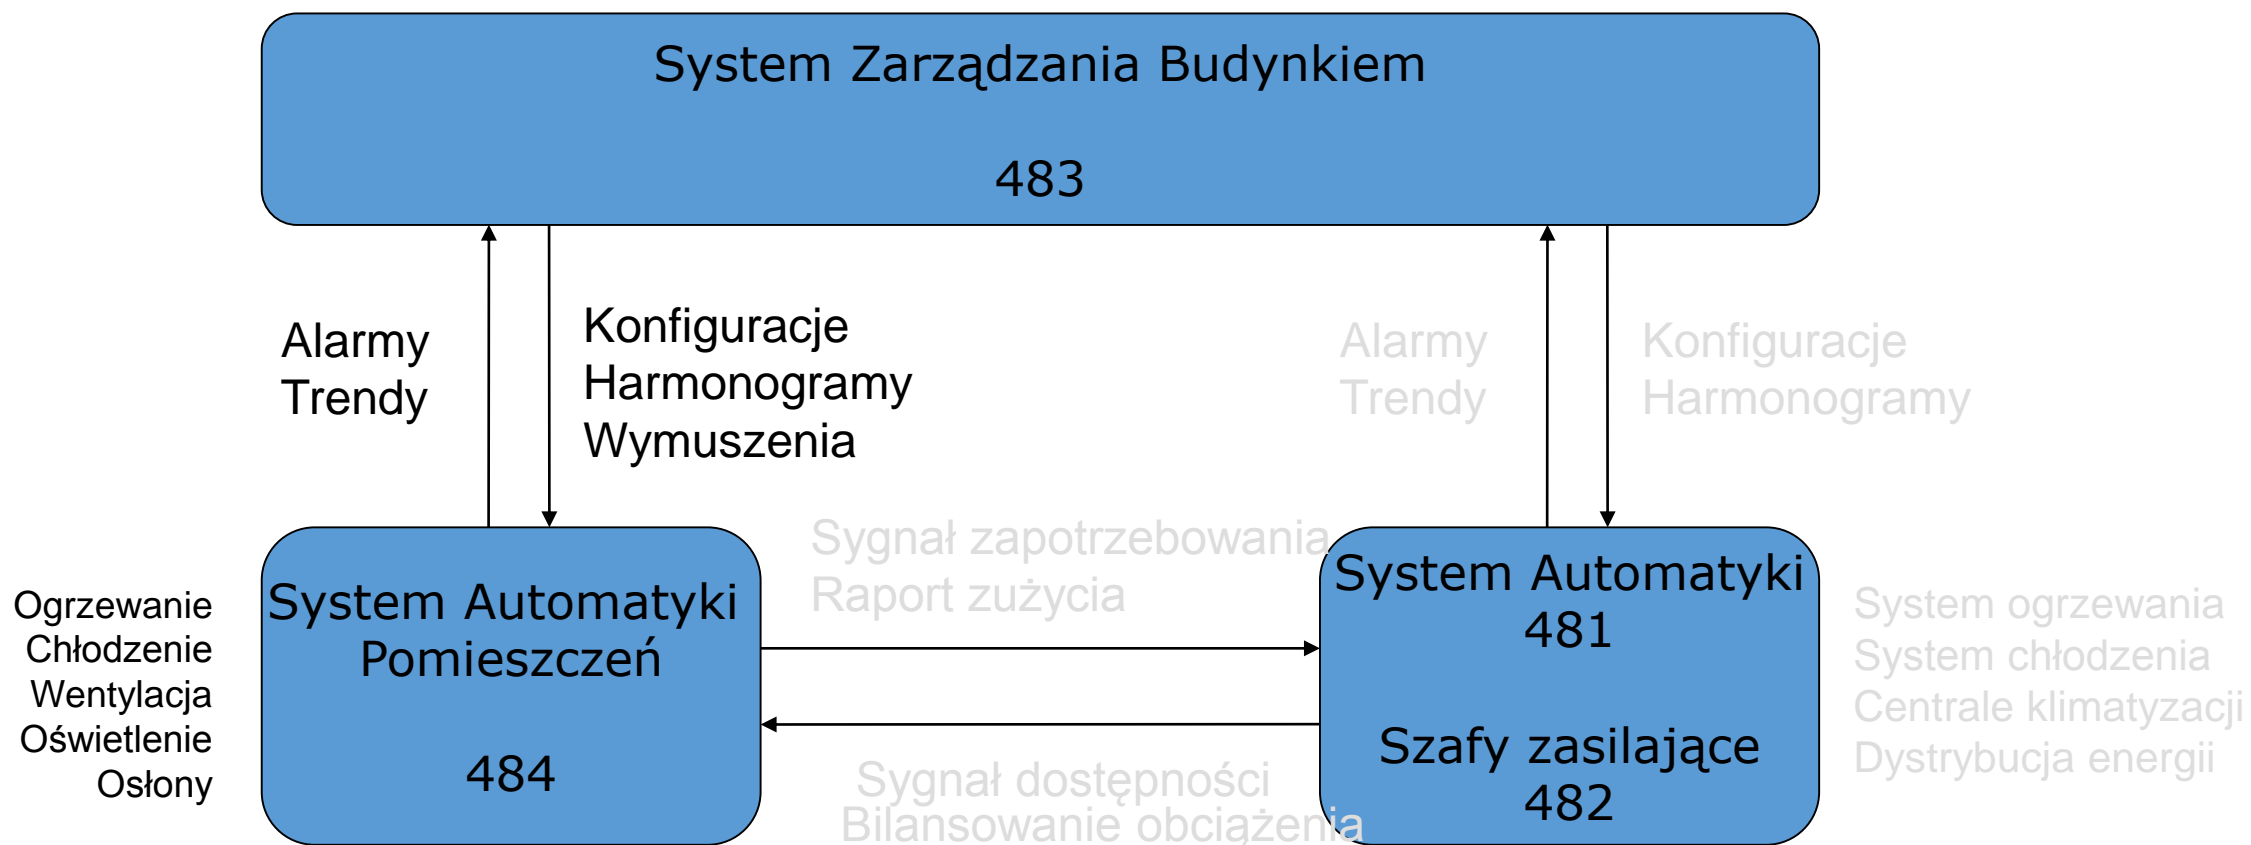 System Zarządzania Budynkiem
483
Alarmy
Trendy
Konfiguracje
Harmonogramy
Wymuszenia
Alarmy
Trendy
Konfiguracje
Harmonogramy
Ogrzewanie
Chłodzenie
Wentylacja
Oświetlenie
Osłony
System Automatyki
Pomieszczeń
484
Sygnał zapotrzebowania
Raport zużycia
Sygnał dostępności
Bilansowanie obciążenia
System Automatyki
481
Szafy zasilające
482
System ogrzewania
System chłodzenia
Centrale klimatyzacji
Dystrybucja energii